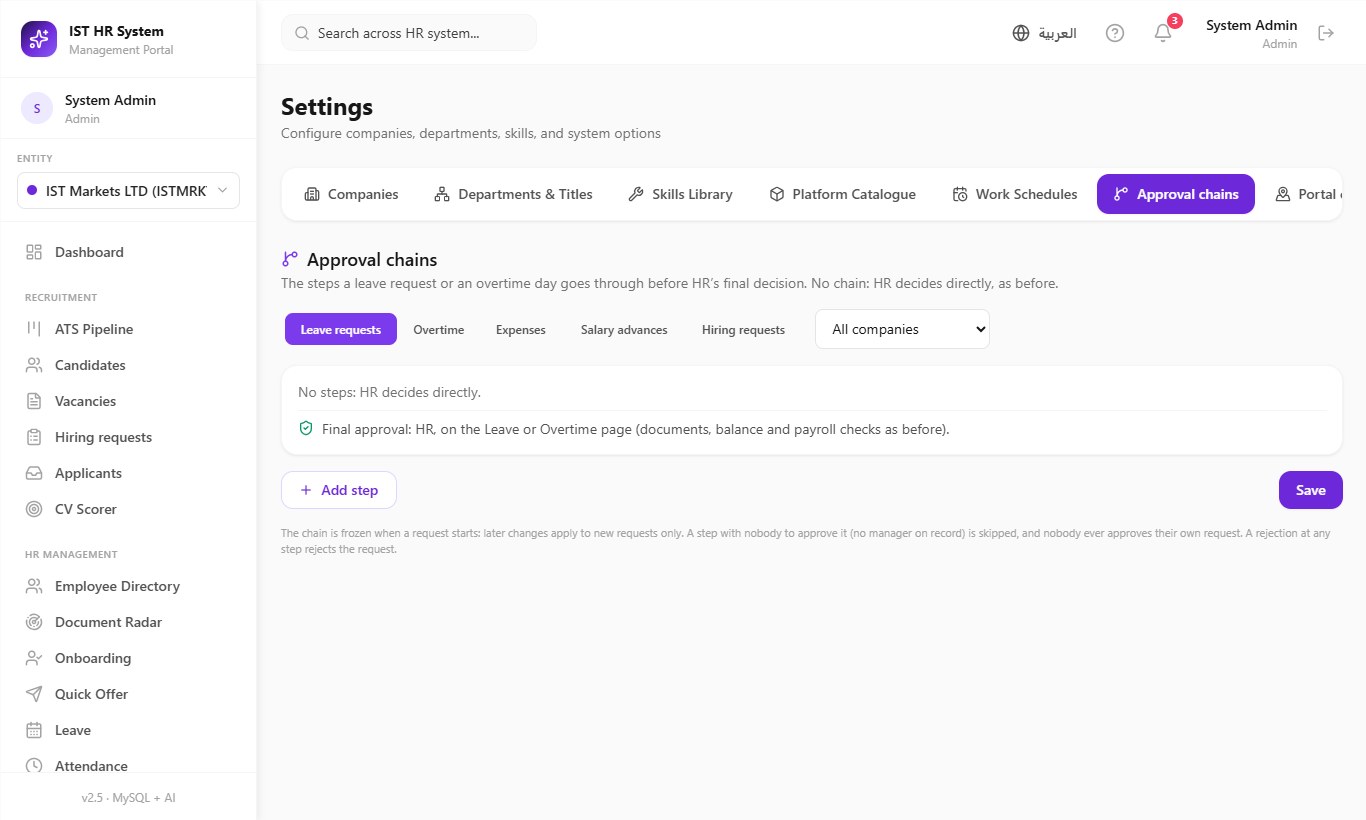 IST HR System
Management Portal
S
System Admin
Admin
ENTITY
IST Markets LTD (ISTMRK
Dashboard
RECRUITMENT
ATS Pipeline
Candidates
Vacancies
Hiring requests
Applicants
CV Scorer
HR MANAGEMENT
Employee Directory
Document Radar
Onboarding
Quick Offer
Leave
Attendance
v2.5 · MySQL + AI
Search across HR system...
العربية
3
System Admin
Admin
Settings
Configure companies, departments, skills, and system options
Companies
Departments & Titles
Skills Library
Platform Catalogue
Work Schedules
Approval chains
Portal
Approval chains
The steps a leave request or an overtime day goes through before HR's final decision. No chain: HR decides directly, as before.
Leave requests
Overtime
Expenses
Salary advances
Hiring requests
All companies
No steps: HR decides directly.
Final approval: HR, on the Leave or Overtime page (documents, balance and payroll checks as before).
+ Add step
Save
The chain is frozen when a request starts: later changes apply to new requests only. A step with nobody to approve it (no manager on record) is skipped, and nobody ever approves their own request. A rejection at any
step rejects the request.